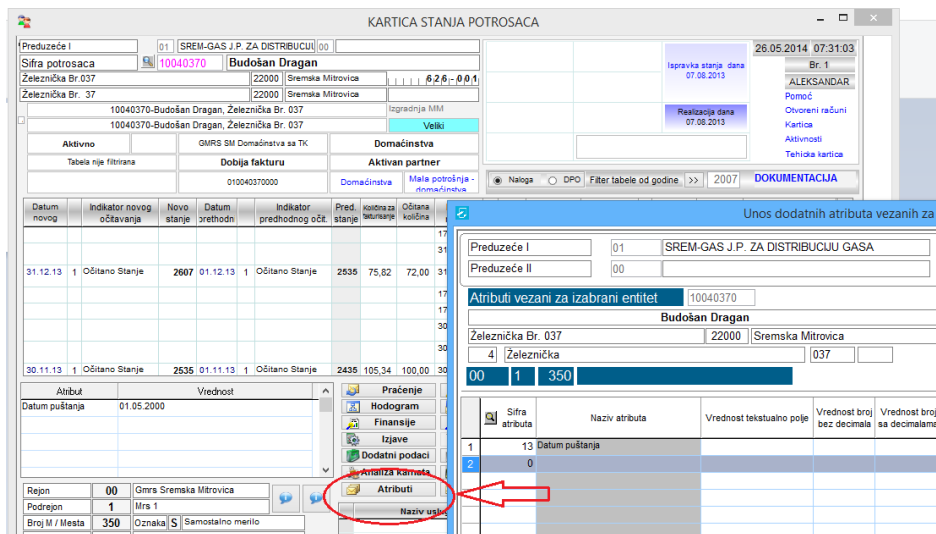 KARTICA STANJA POTROSACA
Preduzeće I 01 SREM-GAS J.P. ZA DISTRIBUCIJU 00
26.05.2014 07:31:03
Sifra potrosaca 10040370 Budošan Dragan
Ispravka stanja dana
07.08.2013
Br. 1
Železnička Br.037 22000 Sremska Mitrovica 626-001
ALEKSANDAR
Železnička Br. 37 22000 Sremska Mitrovica
Pomoć
10040370-Budošan Dragan, Železnička Br. 037 Izgradnja MM
Realizacija dana
07.08.2013
Otvoreni računi
10040370-Budošan Dragan, Železnička Br. 037 Veliki
Kartica
Aktivno GMRS SM Domaćinstva sa TK Domaćinstva
Aktivnosti
Tabela nije filtrirana Dobija fakturu Aktivan partner
Tehička kartica
010040370000 Domaćinstva Mala potrošnja - domaćinstva
Naloga DPO Filter tabele od godine >> 2007 DOKUMENTACIJA
Datum novog Indikator novog očitavanja Novo stanje Datum prethodn Indikator predhodnog očit. Pred. stanje Količina za fakturisanje Očitana količina
17
31
31.12.13 1 Očitano Stanje 2607 01.12.13 1 Očitano Stanje 2535 75,82 72,00 31
17
17
30
30
30.11.13 1 Očitano Stanje 2535 01.11.13 1 Očitano Stanje 2435 105,34 100,00 30
Atribut Vrednost
Datum puštanja 01.05.2000
Praćenje
Hodogram
Finansije
Izjave
Dodatni podaci
Analiza kamata
Atributi
Naziv uslug
Rejon 00 Gmrs Sremska Mitrovica
Podrejon 1 Mrs 1
Broj M / Mesta 350 Oznaka S Samostalno merilo
Unos dodatnih atributa vezanih za
Preduzeće I 01 SREM-GAS J.P. ZA DISTRIBUCIJU GASA
Preduzeće II 00
Atributi vezani za izabrani entitet 10040370
Budošan Dragan
Železnička Br. 037 22000 Sremska Mitrovica
4 Železnička 037
00 1 350
Sifra atributa Naziv atributa Vrednost tekstualno polje Vrednost broj bez decimala Vrednost broj sa decimalama
1 13 Datum puštanja
2 0